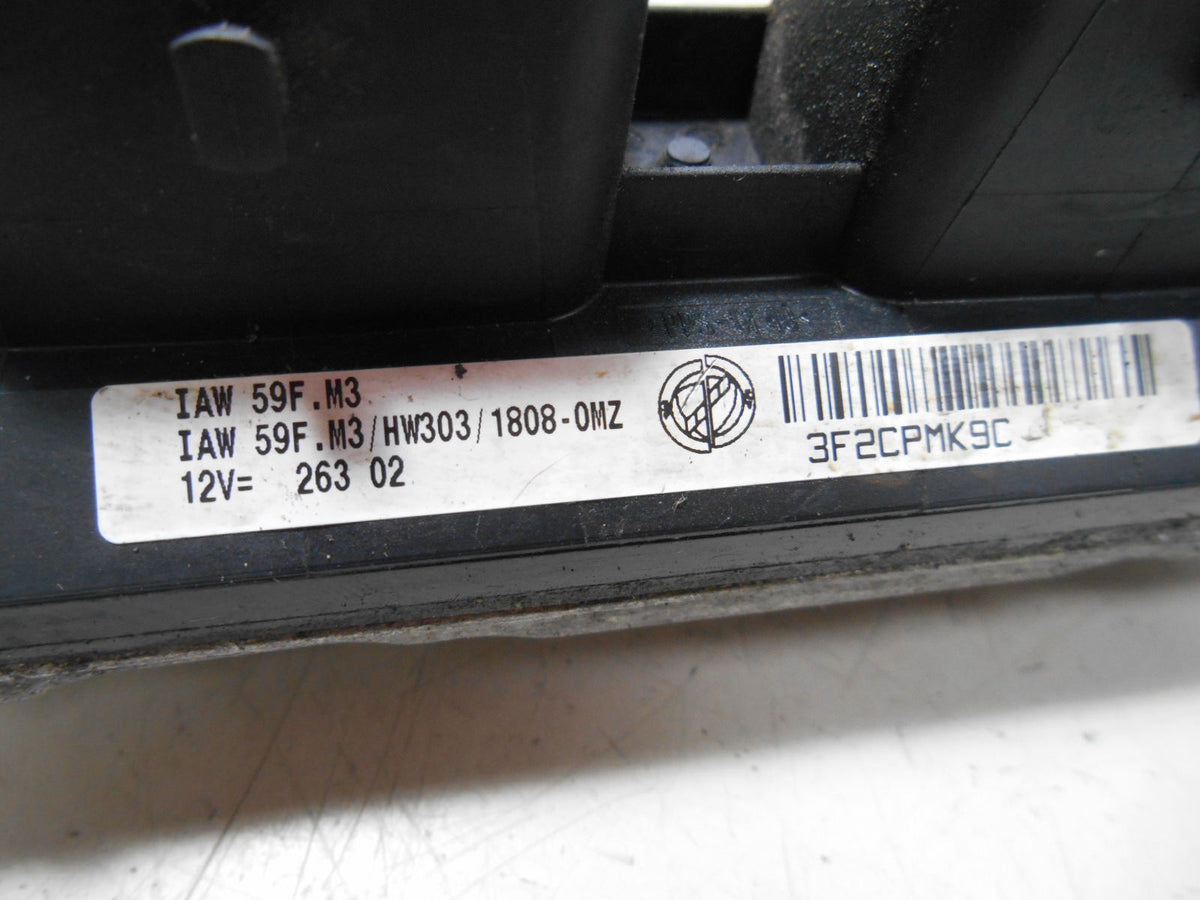 IAW 59F.M3
IAW 59F.M3/HW303/1808-0MZ
12V= 263 02
3F2CPMK9C